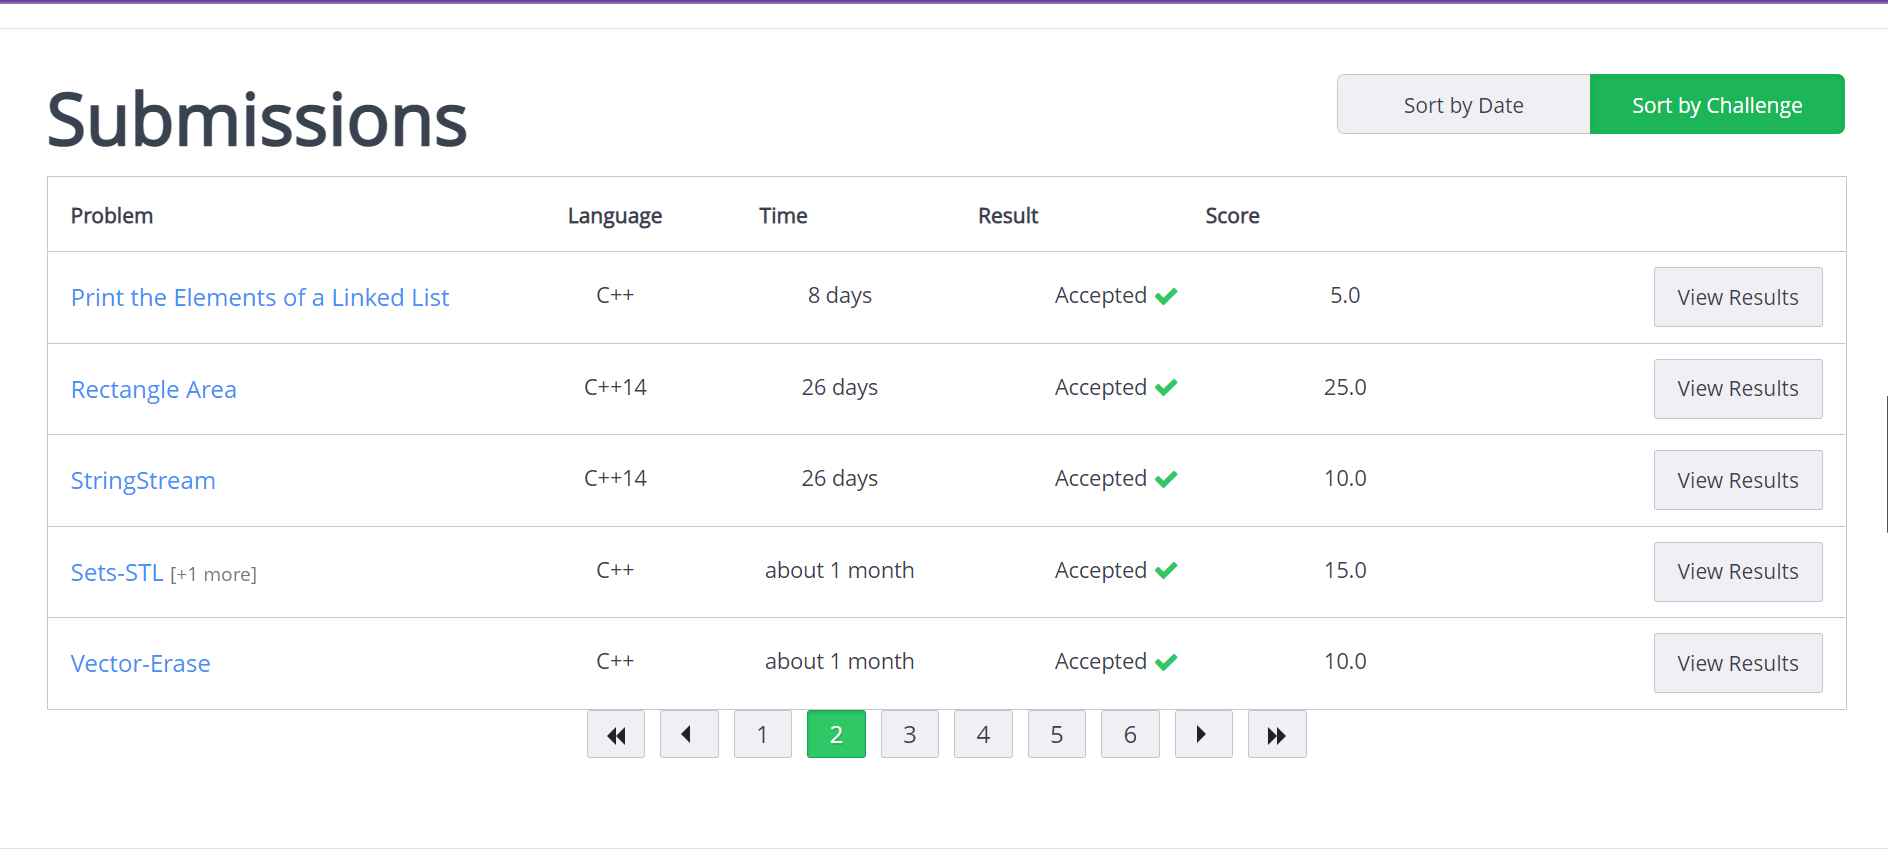 Submissions
Sort by Date Sort by Challenge
Problem Language Time Result Score
Print the Elements of a Linked List C++ 8 days Accepted 5.0 View Results
Rectangle Area C++14 26 days Accepted 25.0 View Results
StringStream C++14 26 days Accepted 10.0 View Results
Sets-STL [+1 more] C++ about 1 month Accepted 15.0 View Results
Vector-Erase C++ about 1 month Accepted 10.0 View Results
1 2 3 4 5 6